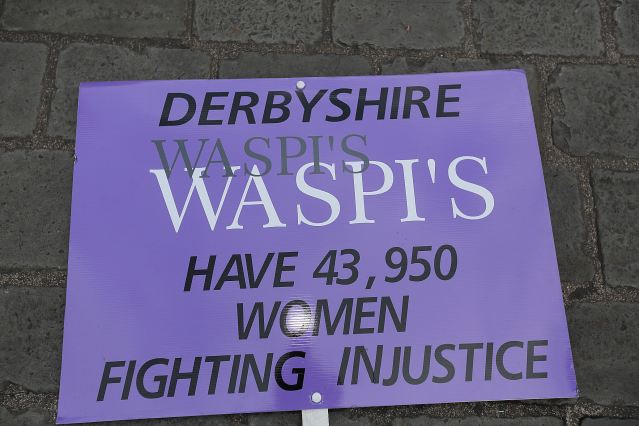 DERBYSHIRE
WASPI'S
WASPI'S
HAVE 43,950
WOMEN
FIGHTING INJUSTICE